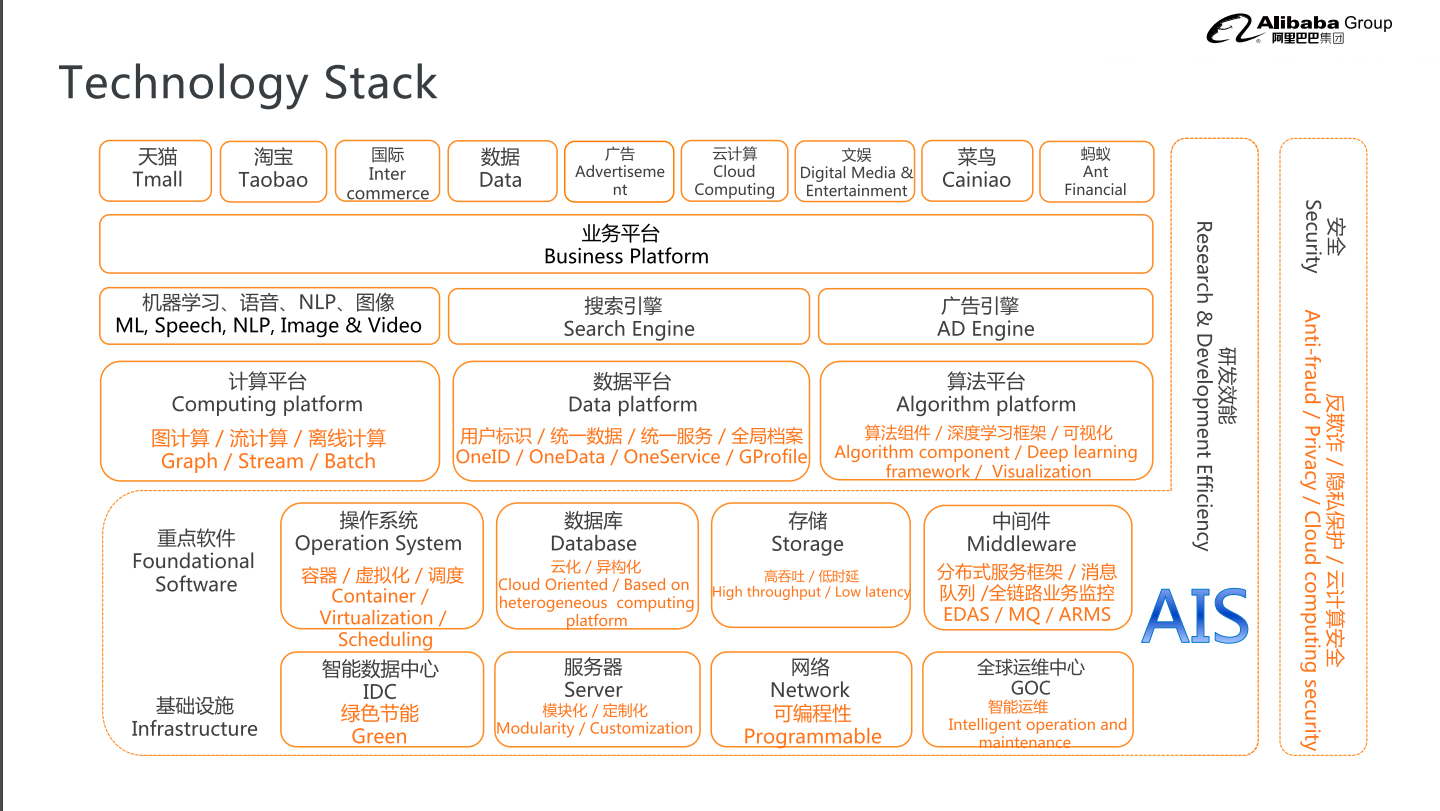 Alibaba Group
阿里巴巴集团
Technology Stack
天猫
Tmall
淘宝
Taobao
国际
Inter
commerce
数据
Data
广告
Advertiseme
nt
云计算
Cloud
Computing
文娱
Digital Media &
Entertainment
菜鸟
Cainiao
蚂蚁
Ant
Financial
业务平台
Business Platform
机器学习、语音、NLP、图像
ML, Speech, NLP, Image & Video
搜索引擎
Search Engine
广告引擎
AD Engine
计算平台
Computing platform
图计算 / 流计算 / 离线计算
Graph / Stream / Batch
数据平台
Data platform
用户标识 / 统一数据 / 统一服务 / 全局档案
OneID / OneData / OneService / GProfile
算法平台
Algorithm platform
算法组件 / 深度学习框架 / 可视化
Algorithm component / Deep learning
framework / Visualization
重点软件
Foundational
Software
操作系统
Operation System
容器 / 虚拟化 / 调度
Container /
Virtualization /
Scheduling
数据库
Database
云化 / 异构化
Cloud Oriented / Based on
heterogeneous computing
platform
存储
Storage
高吞吐 / 低时延
High throughput / Low latency
中间件
Middleware
分布式服务框架 / 消息
队列 /全链路业务监控
EDAS / MQ / ARMS
基础设施
Infrastructure
智能数据中心
IDC
绿色节能
Green
服务器
Server
模块化 / 定制化
Modularity / Customization
网络
Network
可编程性
Programmable
全球运维中心
GOC
智能运维
Intelligent operation and
maintenance
研发效能
Research & Development Efficiency
AIS
安全
Security
反欺诈 / 隐私保护 / 云计算安全
Anti-fraud / Privacy / Cloud computing security